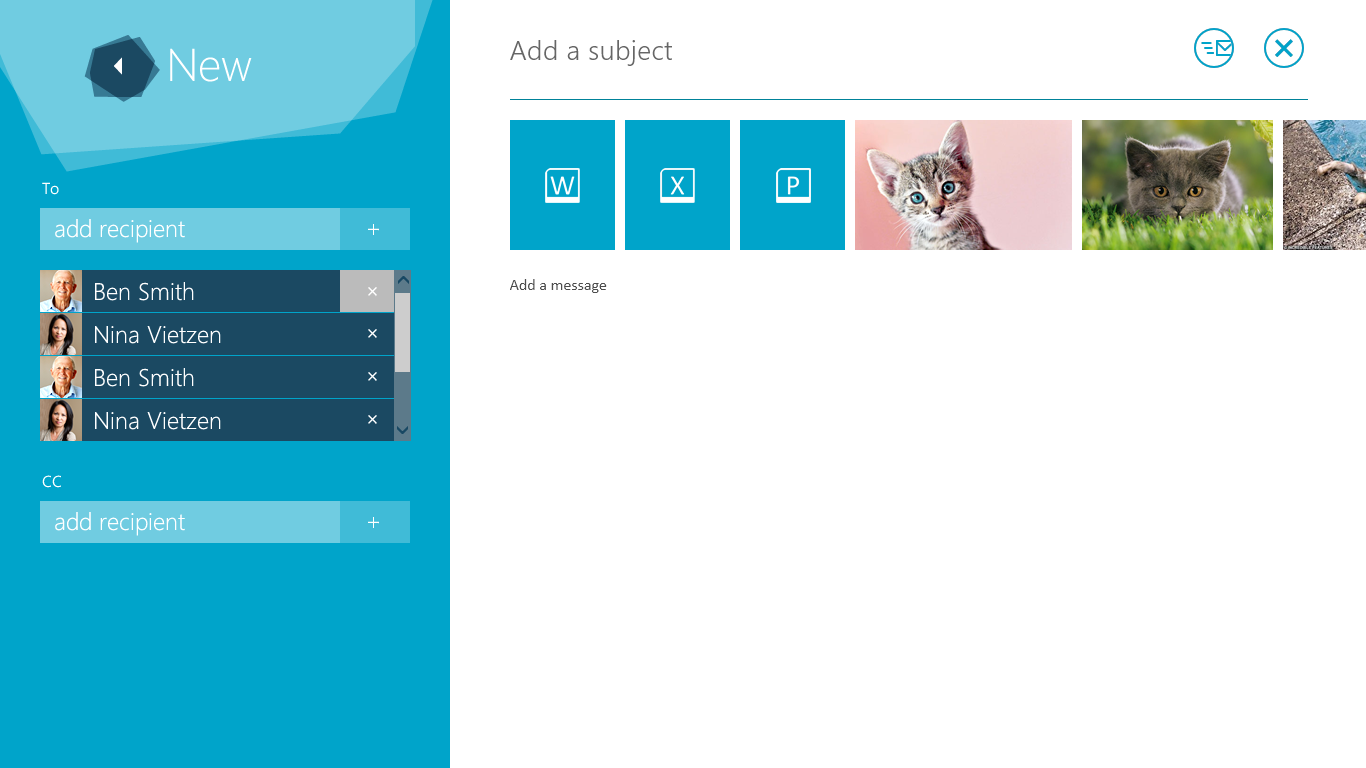 New
To
add recipient
+
Ben Smith
Nina Vietzen
Ben Smith
Nina Vietzen
CC
add recipient
+
Add a subject
W X P
Add a message